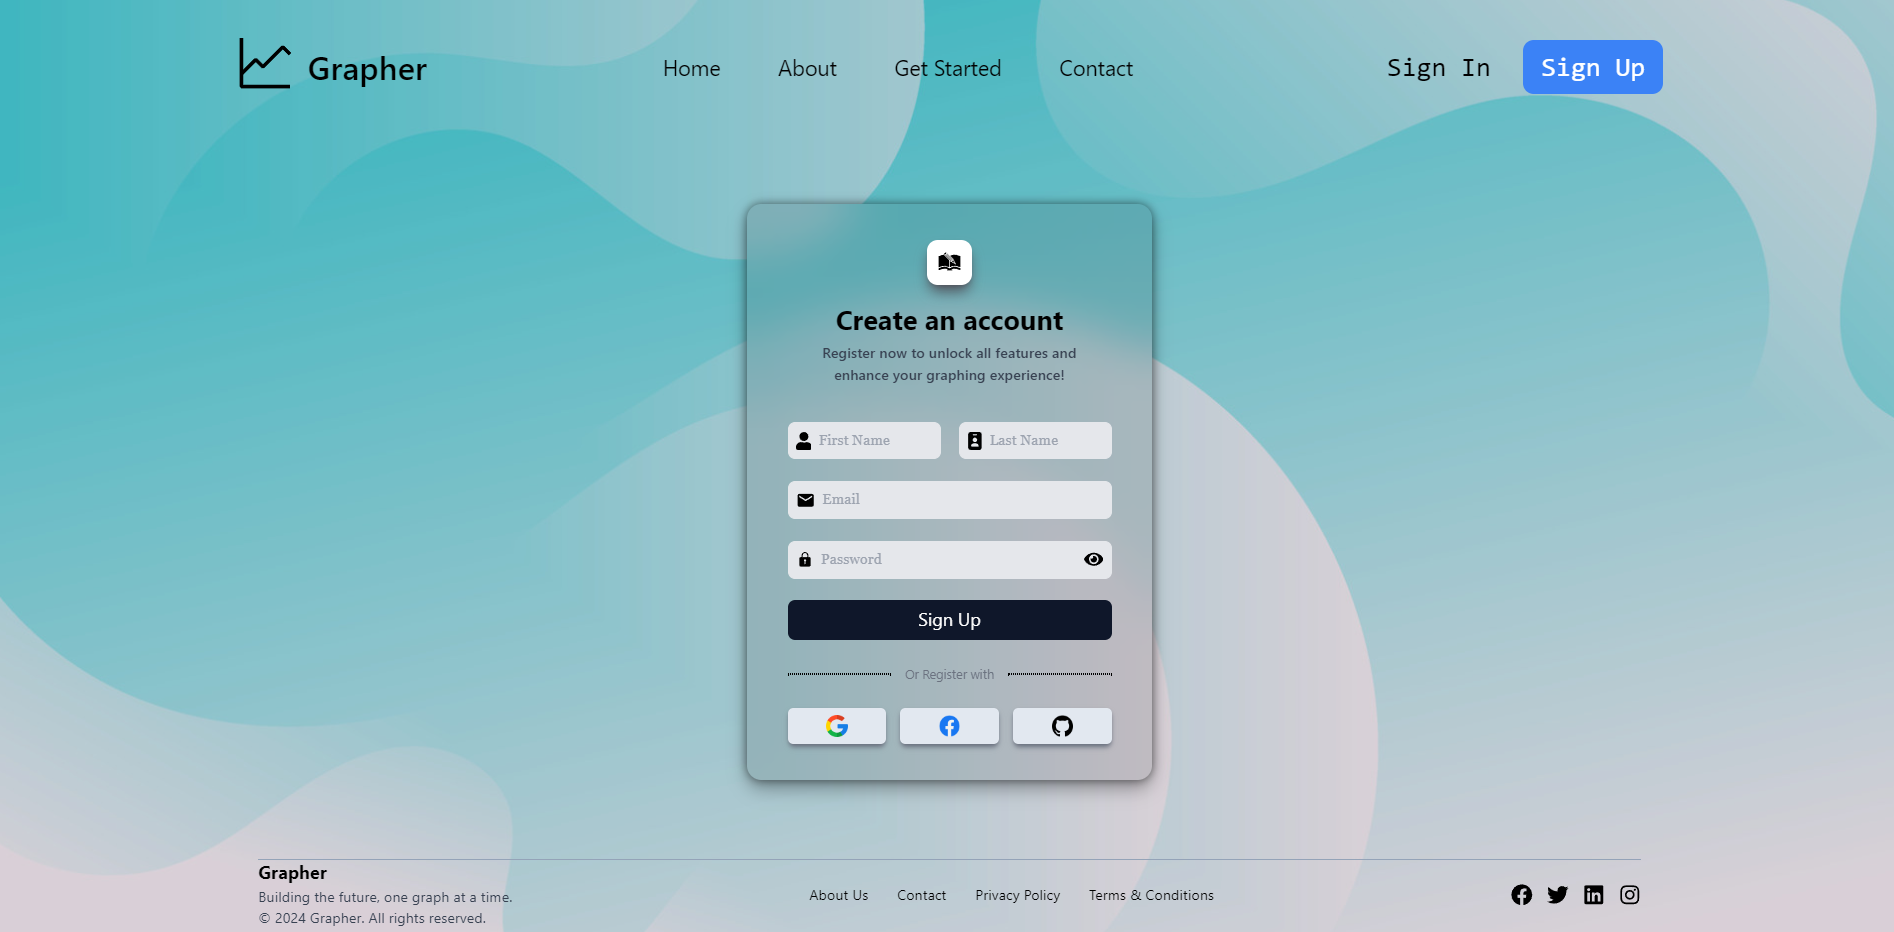 Grapher
Home
About
Get Started
Contact
Sign In
Sign Up
Create an account
Register now to unlock all features and
enhance your graphing experience!
First Name
Last Name
Email
Password
Sign Up
Or Register with
Grapher
Building the future, one graph at a time.
© 2024 Grapher. All rights reserved.
About Us
Contact
Privacy Policy
Terms & Conditions